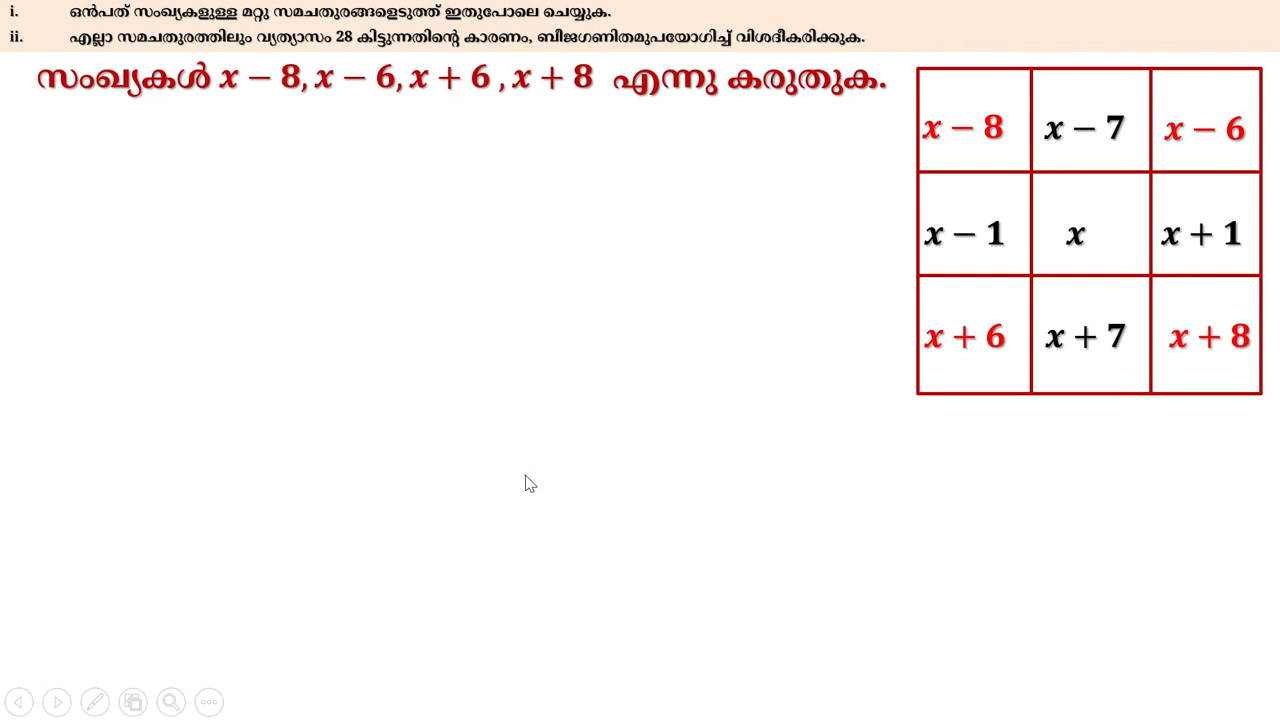 i. ഒൻപത് സംഖ്യകളുള്ള മറ്റു സമചതുരങ്ങളെടുത്ത് ഇതുപോലെ ചെയ്യുക.
ii. എല്ലാ സമചതുരത്തിലും വ്യത്യാസം 28 കിട്ടുന്നതിന്റെ കാരണം, ബീജഗണിതമുപയോഗിച്ച് വിശദീകരിക്കുക.
സംഖ്യകൾ x − 8, x − 6, x + 6 , x + 8 എന്നു കരുതുക.
x − 8 x − 7 x − 6
x − 1 x x + 1
x + 6 x + 7 x + 8